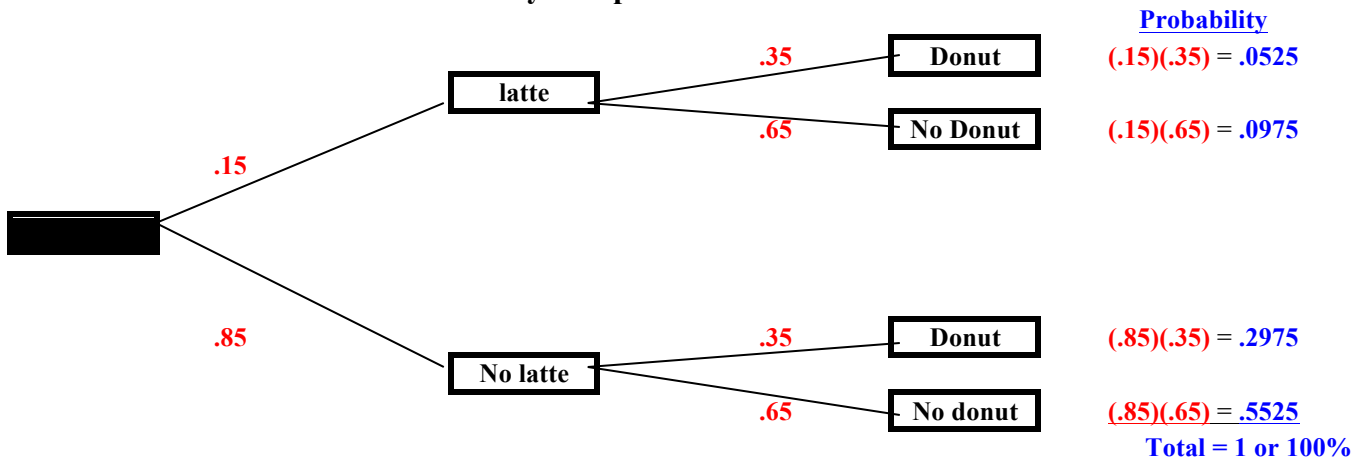 Probability
.35 Donut (.15)(.35) = .0525
latte
.65 No Donut (.15)(.65) = .0975
.15
.85 .35 Donut (.85)(.35) = .2975
No latte
.65 No donut (.85)(.65) = .5525
Total = 1 or 100%